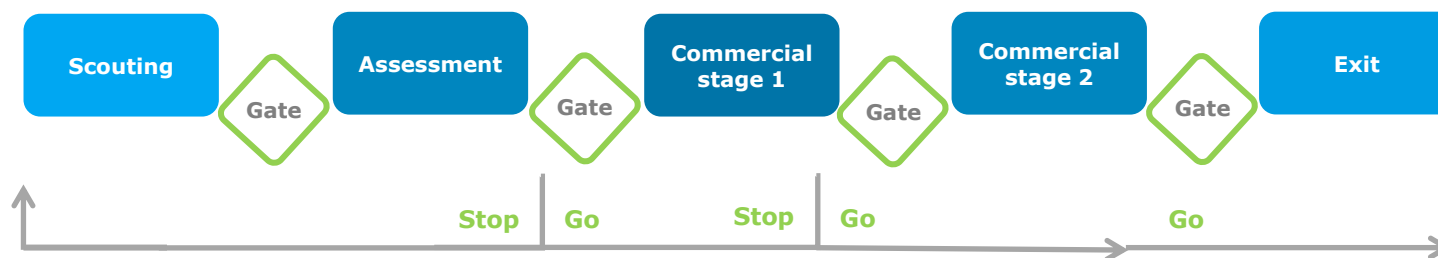 Scouting
Gate
Assessment
Gate
Commercial
stage 1
Gate
Commercial
stage 2
Gate
Exit
Stop
Go
Stop
Go
Go